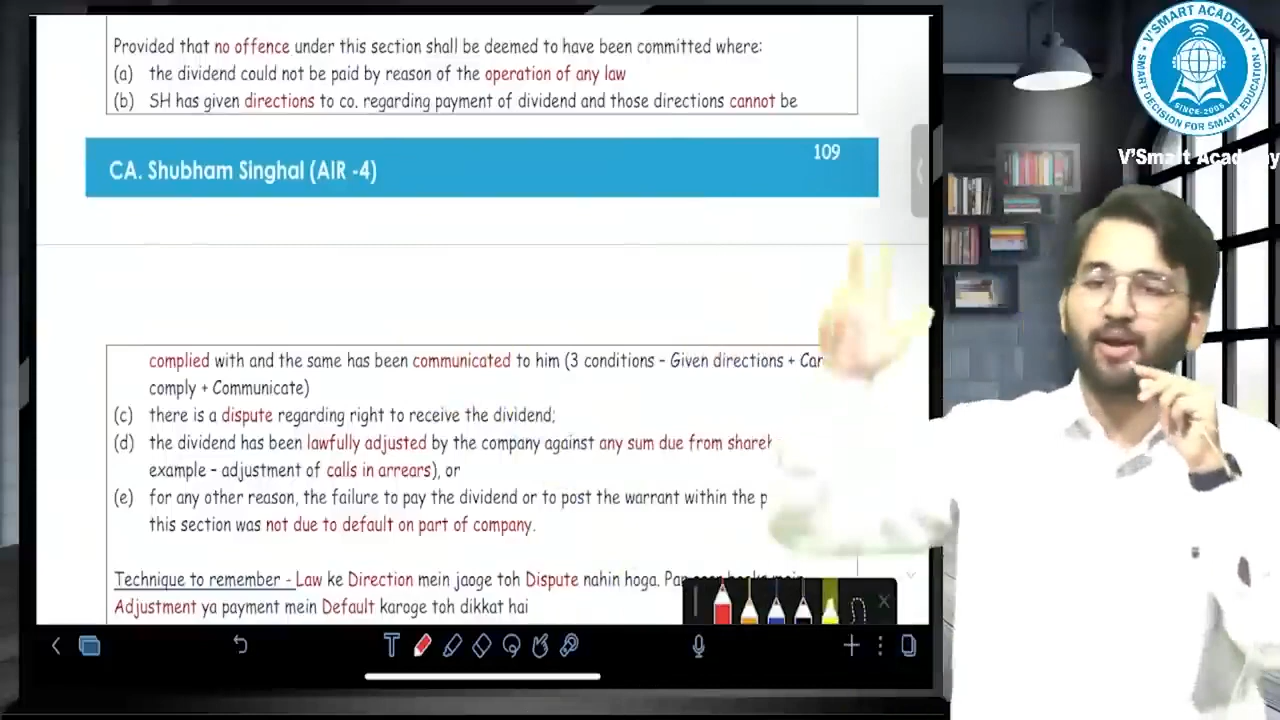 Provided that no offence under this section shall be deemed to have been committed where:
(a) the dividend could not be paid by reason of the operation of any law
(b) SH has given directions to co. regarding payment of dividend and those directions cannot be
109
CA. Shubham Singhal (AIR -4)
complied with and the same has been communicated to him (3 conditions - Given directions +
comply + Communicate)
(c) there is a dispute regarding right to receive the dividend;
(d) the dividend has been lawfully adjusted by the company against any sum due from
example - adjustment of calls in arrears), or
(e) for any other reason, the failure to pay the dividend or to post the warrant within the
this section was not due to default on part of company.
Technique to remember - Law ke Direction mein jaoge toh Dispute nahin hoga.
Adjustment ya payment mein Default karoge toh dikkat hai
V'SMART ACADEMY
SMART DECISION FOR SMART EDUCATION
SINCE-2005
V'Smart Academy